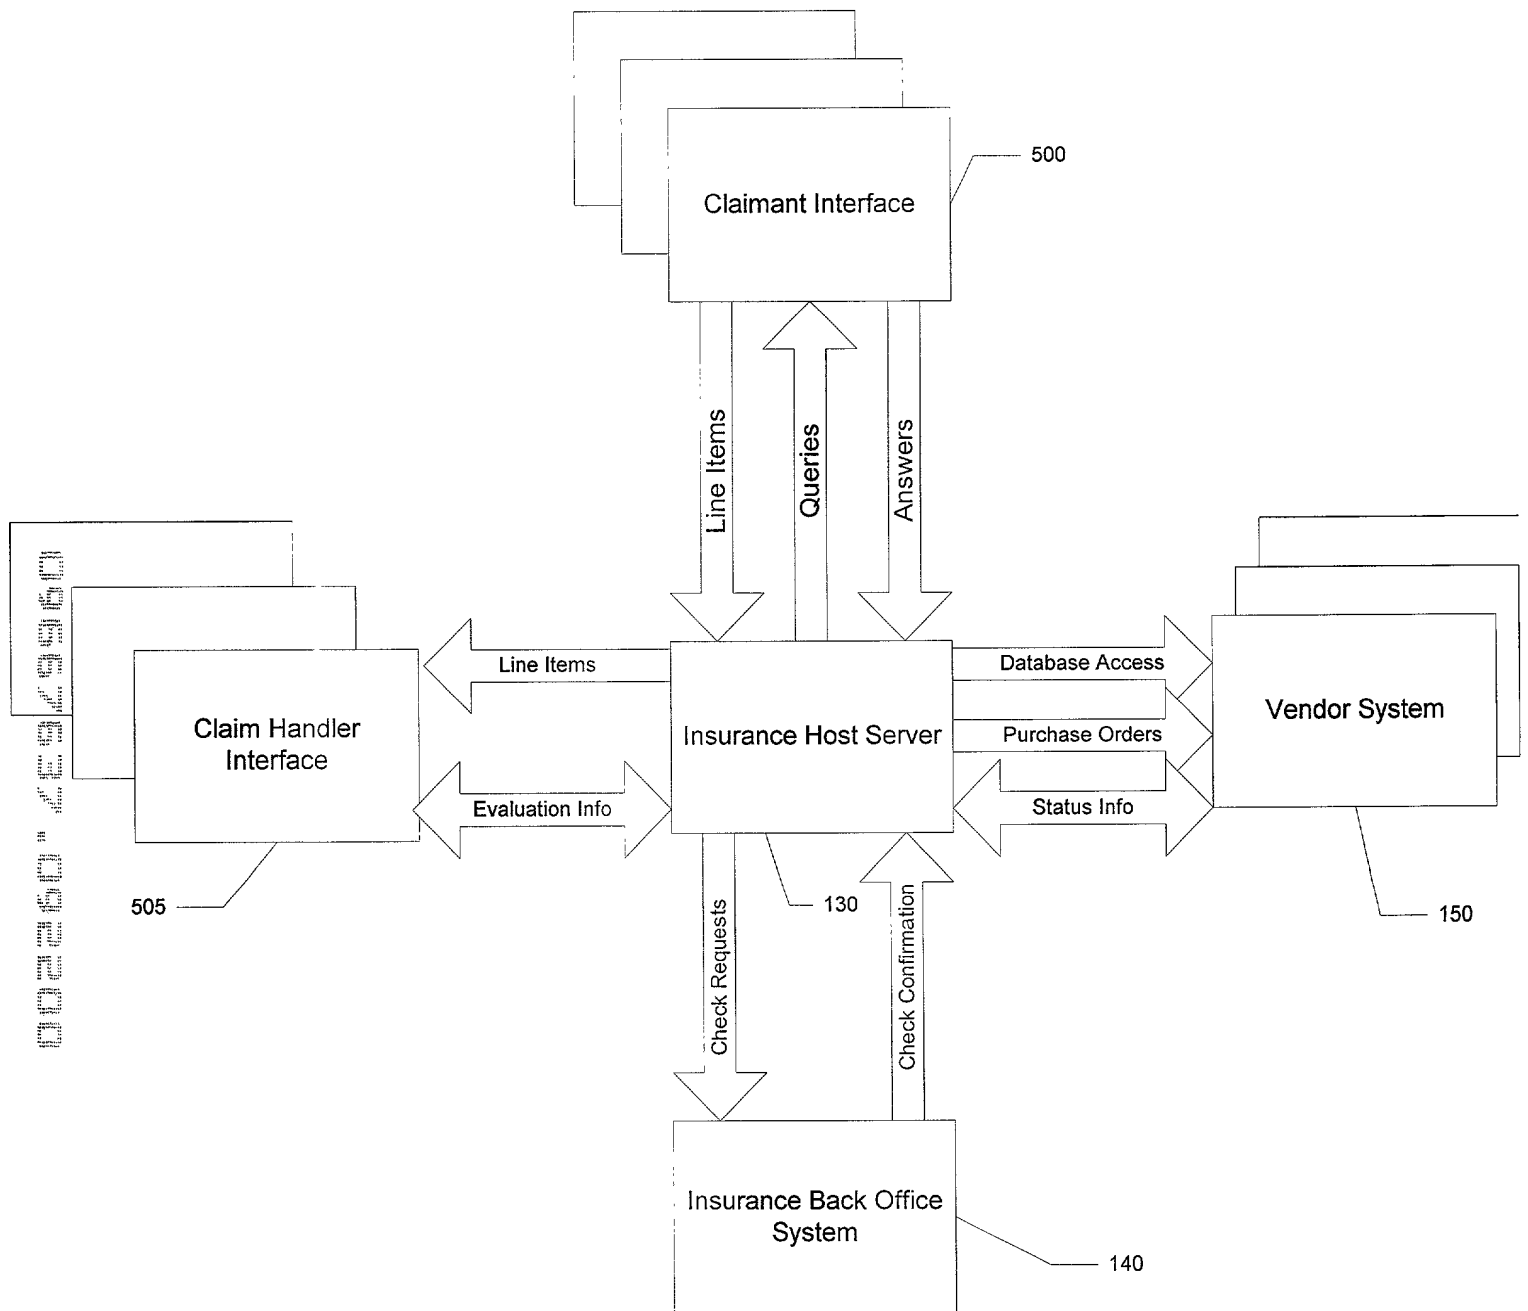 500
Claimant Interface
Line Items
Queries
Answers
Line Items
Database Access
Claim Handler
Interface
Insurance Host Server
Purchase Orders
Vendor System
Evaluation Info
Status Info
505
130
150
Check Requests
Check Confirmation
Insurance Back Office
System
140